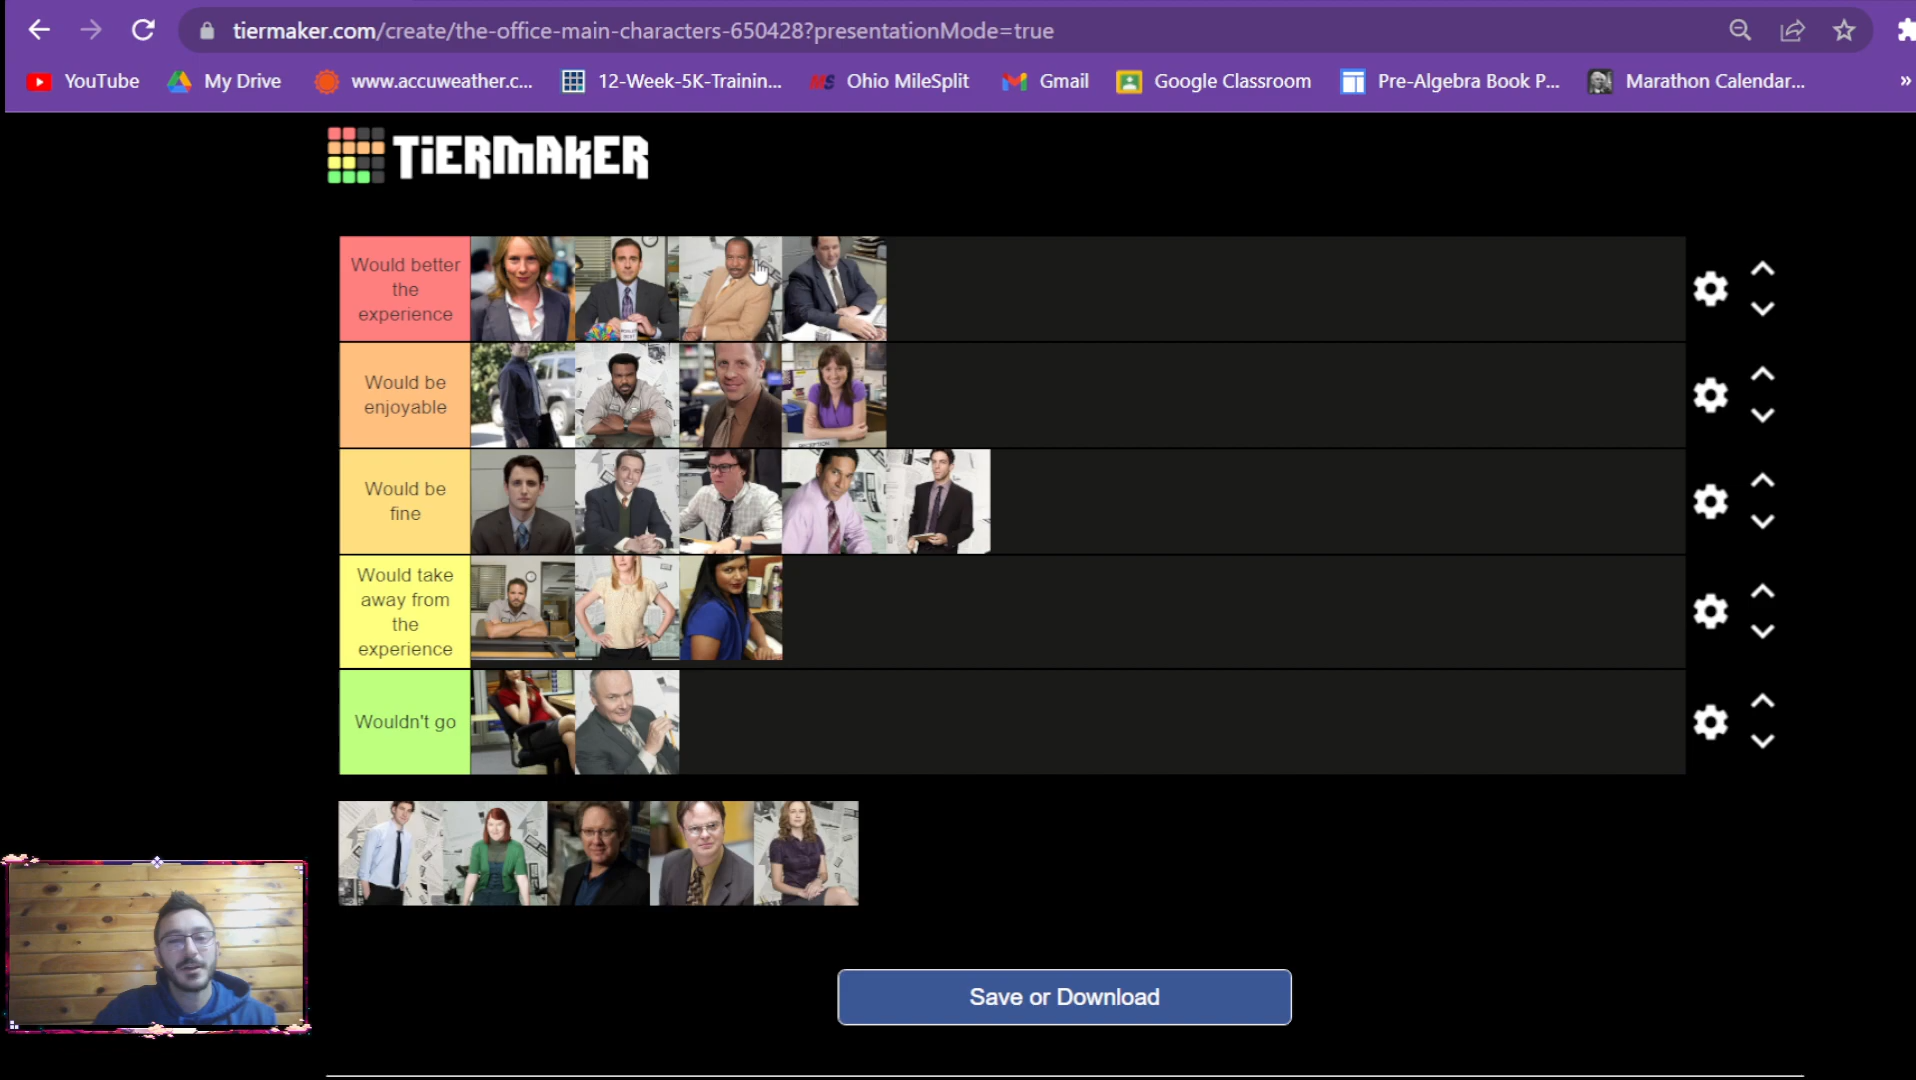 tiermaker.com/create/the-office-main-characters-650428?presentationMode=true
YouTube My Drive www.accuweather.c... 12-Week-5K-Trainin... MS Ohio MileSplit Gmail Google Classroom Pre-Algebra Book P... Marathon Calendar... »
TiERMAKER
Would better
the
experience
Would be
enjoyable
Would be
fine
Would take
away from
the
experience
Wouldn't go
Save or Download